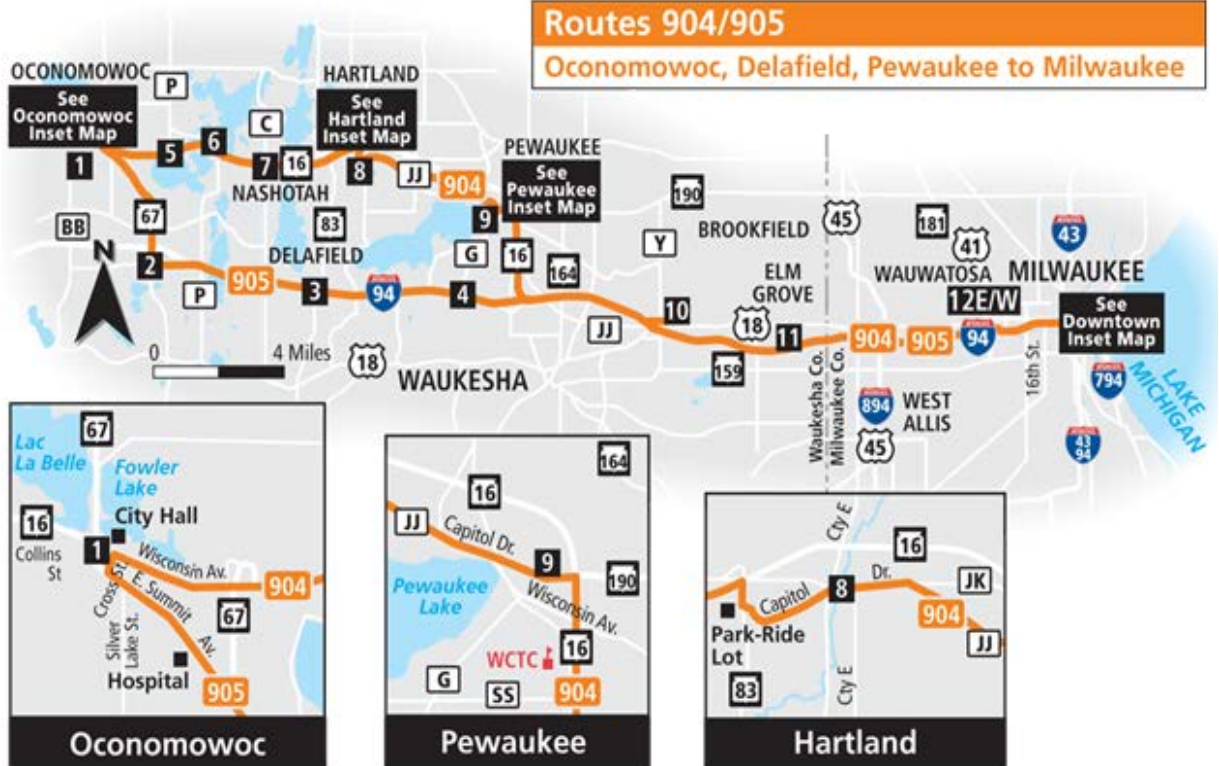 Routes 904/905
Oconomowoc, Delafield, Pewaukee to Milwaukee
OCONOMOWOC
See
Oconomowoc
Inset Map
P
HARTLAND
See
Hartland
Inset Map
C
1
5
6
7
16
8
JJ
904
NASHOTAH
PEWAUKEE
See
Pewaukee
Inset Map
9
67
BB
83
DELAFIELD
G
16
164
190
Y
BROOKFIELD
45
181
41
43
N
2
P
905
3
94
4
JJ
10
ELM
GROVE
18
11
159
WAUWATOSA
MILWAUKEE
12E/W
See
Downtown
Inset Map
904
905
94
16th St.
794
LAKE
MICHIGAN
0
4 Miles
18
WAUKESHA
Waukesha Co.
Milwaukee Co.
894
WEST
ALLIS
45
43
94
67
Lac
La Belle
Fowler
Lake
16
City Hall
Collins
St
1
Wisconsin Av.
904
Cross St.
E. Summit Av.
67
Silver
Lake St.
Hospital
905
Oconomowoc
164
16
JJ
Capitol Dr.
9
190
Pewaukee
Lake
Wisconsin Av.
WCTC
16
G
SS
904
Pewaukee
Cty E
16
8
Capitol Dr.
JK
904
Park-Ride
Lot
JJ
83
Cty E
Hartland